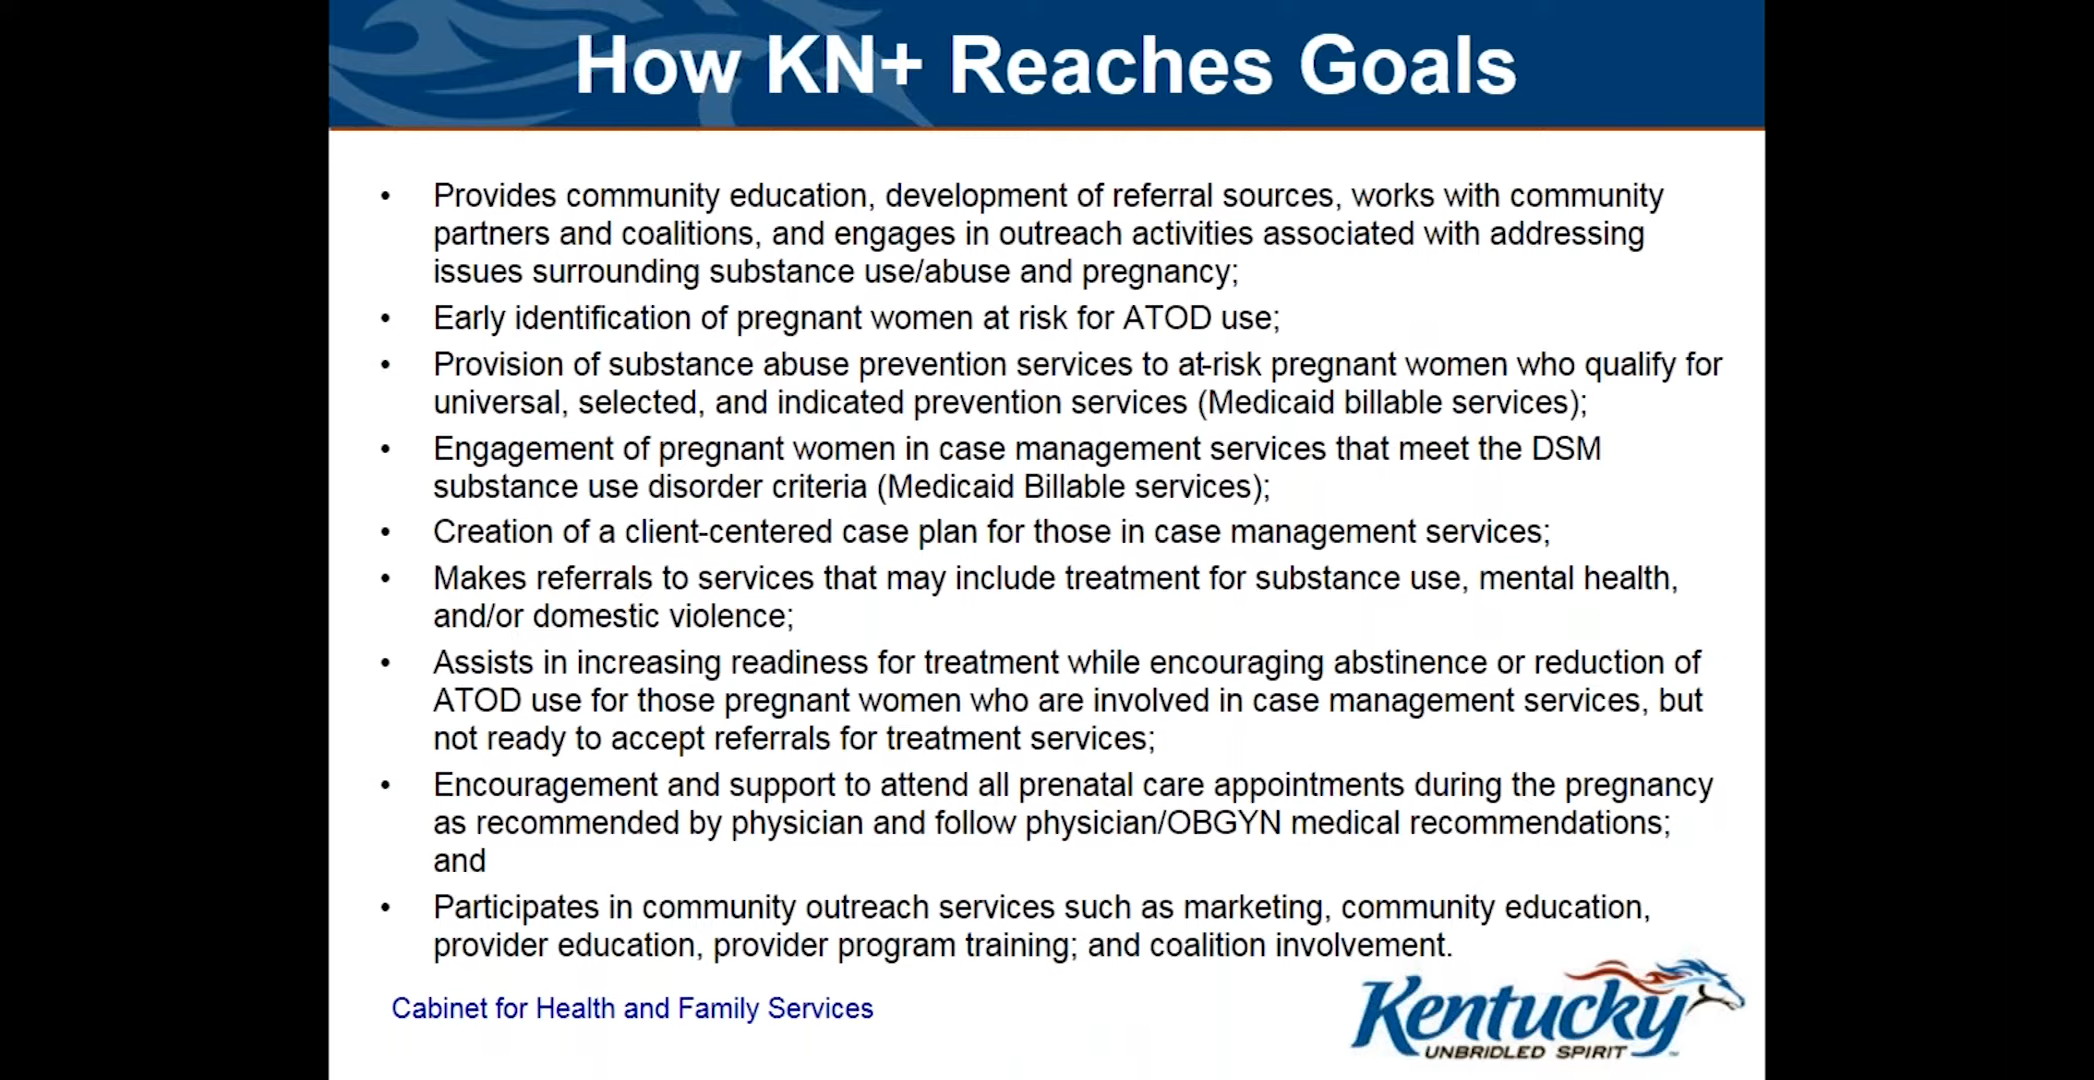 How KN+ Reaches Goals
• Provides community education, development of referral sources, works with community
partners and coalitions, and engages in outreach activities associated with addressing
issues surrounding substance use/abuse and pregnancy;
• Early identification of pregnant women at risk for ATOD use;
• Provision of substance abuse prevention services to at-risk pregnant women who qualify for
universal, selected, and indicated prevention services (Medicaid billable services);
• Engagement of pregnant women in case management services that meet the DSM
substance use disorder criteria (Medicaid Billable services);
• Creation of a client-centered case plan for those in case management services;
• Makes referrals to services that may include treatment for substance use, mental health,
and/or domestic violence;
• Assists in increasing readiness for treatment while encouraging abstinence or reduction of
ATOD use for those pregnant women who are involved in case management services, but
not ready to accept referrals for treatment services;
• Encouragement and support to attend all prenatal care appointments during the pregnancy
as recommended by physician and follow physician/OBGYN medical recommendations;
and
• Participates in community outreach services such as marketing, community education,
provider education, provider program training; and coalition involvement.
Cabinet for Health and Family Services
Kentucky
UNBRIDLED SPIRIT™